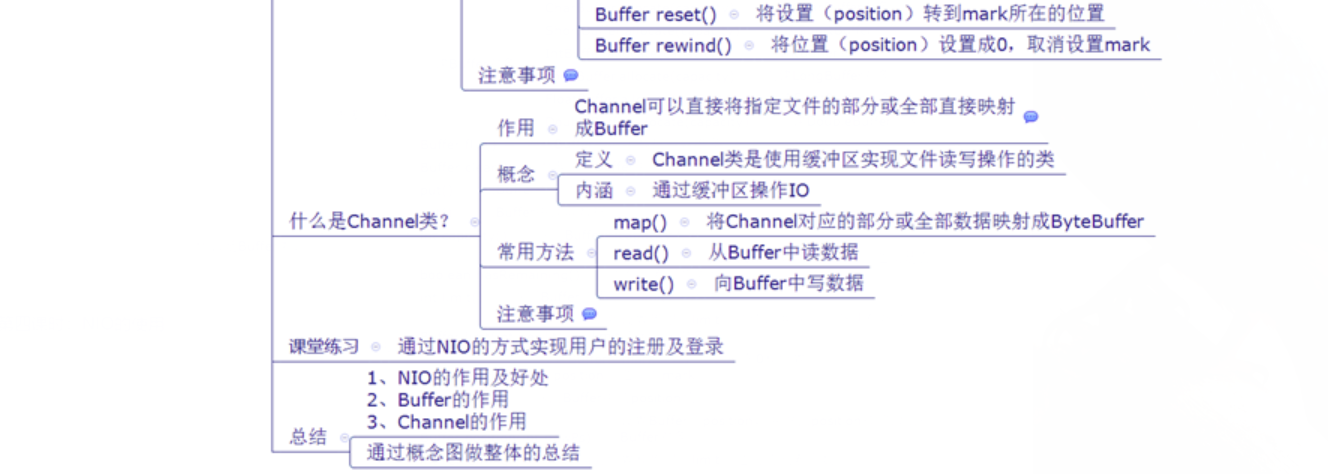 Buffer reset() 将设置（position）转到mark所在的位置
Buffer rewind() 将位置（position）设置成0，取消设置mark
注意事项
Channel可以直接将指定文件的部分或全部直接映射
作用 成Buffer
定义 Channel类是使用缓冲区实现文件读写操作的类
概念
内涵 通过缓冲区操作IO
什么是Channel类？
map() 将Channel对应的部分或全部数据映射成ByteBuffer
常用方法 read() 从Buffer中读数据
write() 向Buffer中写数据
注意事项
课堂练习 通过NIO的方式实现用户的注册及登录
1、NIO的作用及好处
2、Buffer的作用
3、Channel的作用
总结
通过概念图做整体的总结